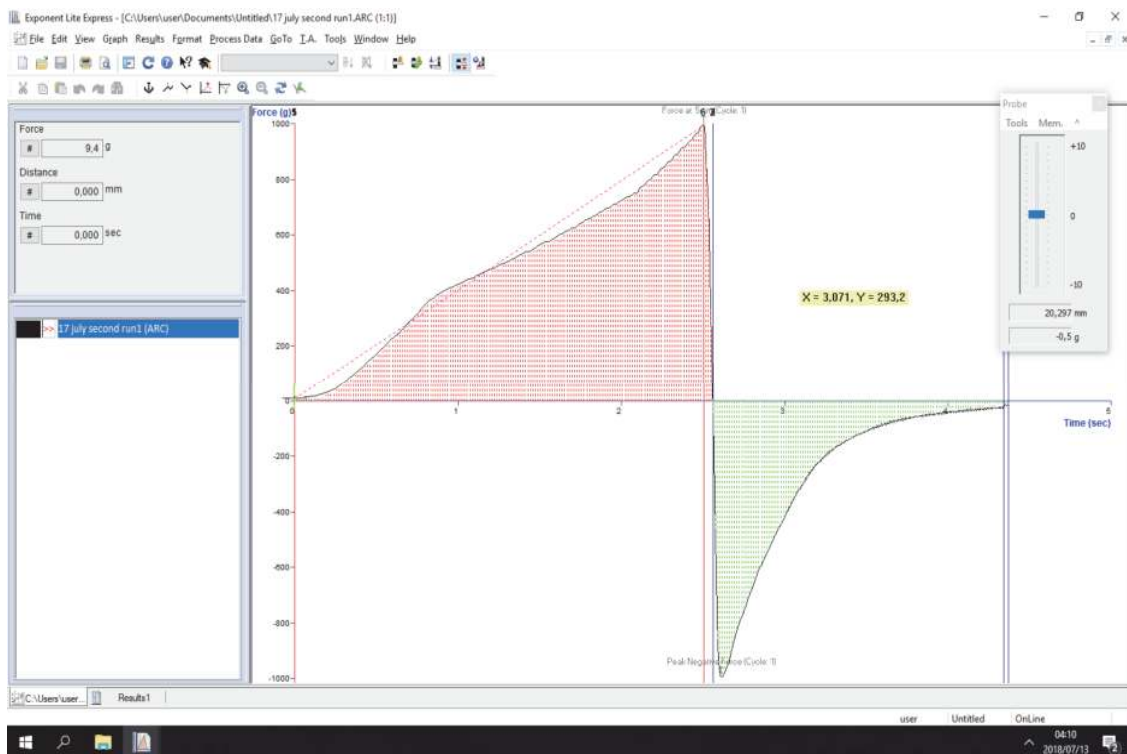 Exponent Lite Express - [C:\Users\user\Documents\Untitled\17 july second run1.ARC (1:1)]
File Edit View Graph Results Format Process Data GoTo T.A. Tools Window Help
Force
# 9,4 g
Distance
# 0,000 mm
Time
# 0,000 sec
>> 17 july second run1 (ARC)
Force (g)
Force at (Cycle: 1)
1000
800
600
400
200
0
-200
-400
-600
-800
-1000
0 1 2 3 4 5
Time (sec)
X = 3,071, Y = 293,2
Peak Negative Force (Cycle: 1)
Probe
Tools Mem. ^
+10
0
-10
20,297 mm
-0,5 g
C:\Users\user... Results1
user Untitled OnLine
04:10
2018/07/13
2